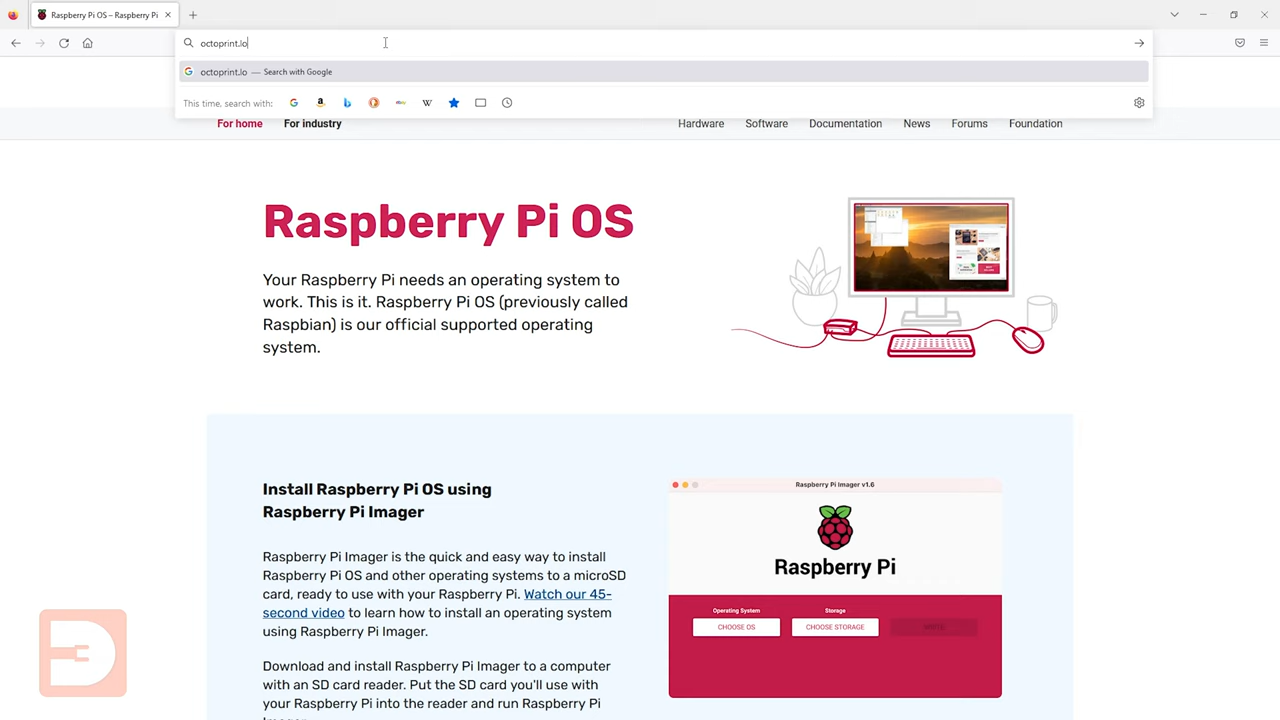 Raspberry Pi OS – Raspberry Pi
octoprint.lo
octoprint.lo — Search with Google
This time, search with:
For home For industry Hardware Software Documentation News Forums Foundation
Raspberry Pi OS
Your Raspberry Pi needs an operating system to
work. This is it. Raspberry Pi OS (previously called
Raspbian) is our official supported operating
system.
Install Raspberry Pi OS using
Raspberry Pi Imager
Raspberry Pi Imager is the quick and easy way to install
Raspberry Pi OS and other operating systems to a microSD
card, ready to use with your Raspberry Pi. Watch our 45-
second video to learn how to install an operating system
using Raspberry Pi Imager.
Download and install Raspberry Pi Imager to a computer
with an SD card reader. Put the SD card you'll use with
your Raspberry Pi into the reader and run Raspberry Pi
Raspberry Pi Imager v1.6
Raspberry Pi
Operating System Storage
CHOOSE OS CHOOSE STORAGE